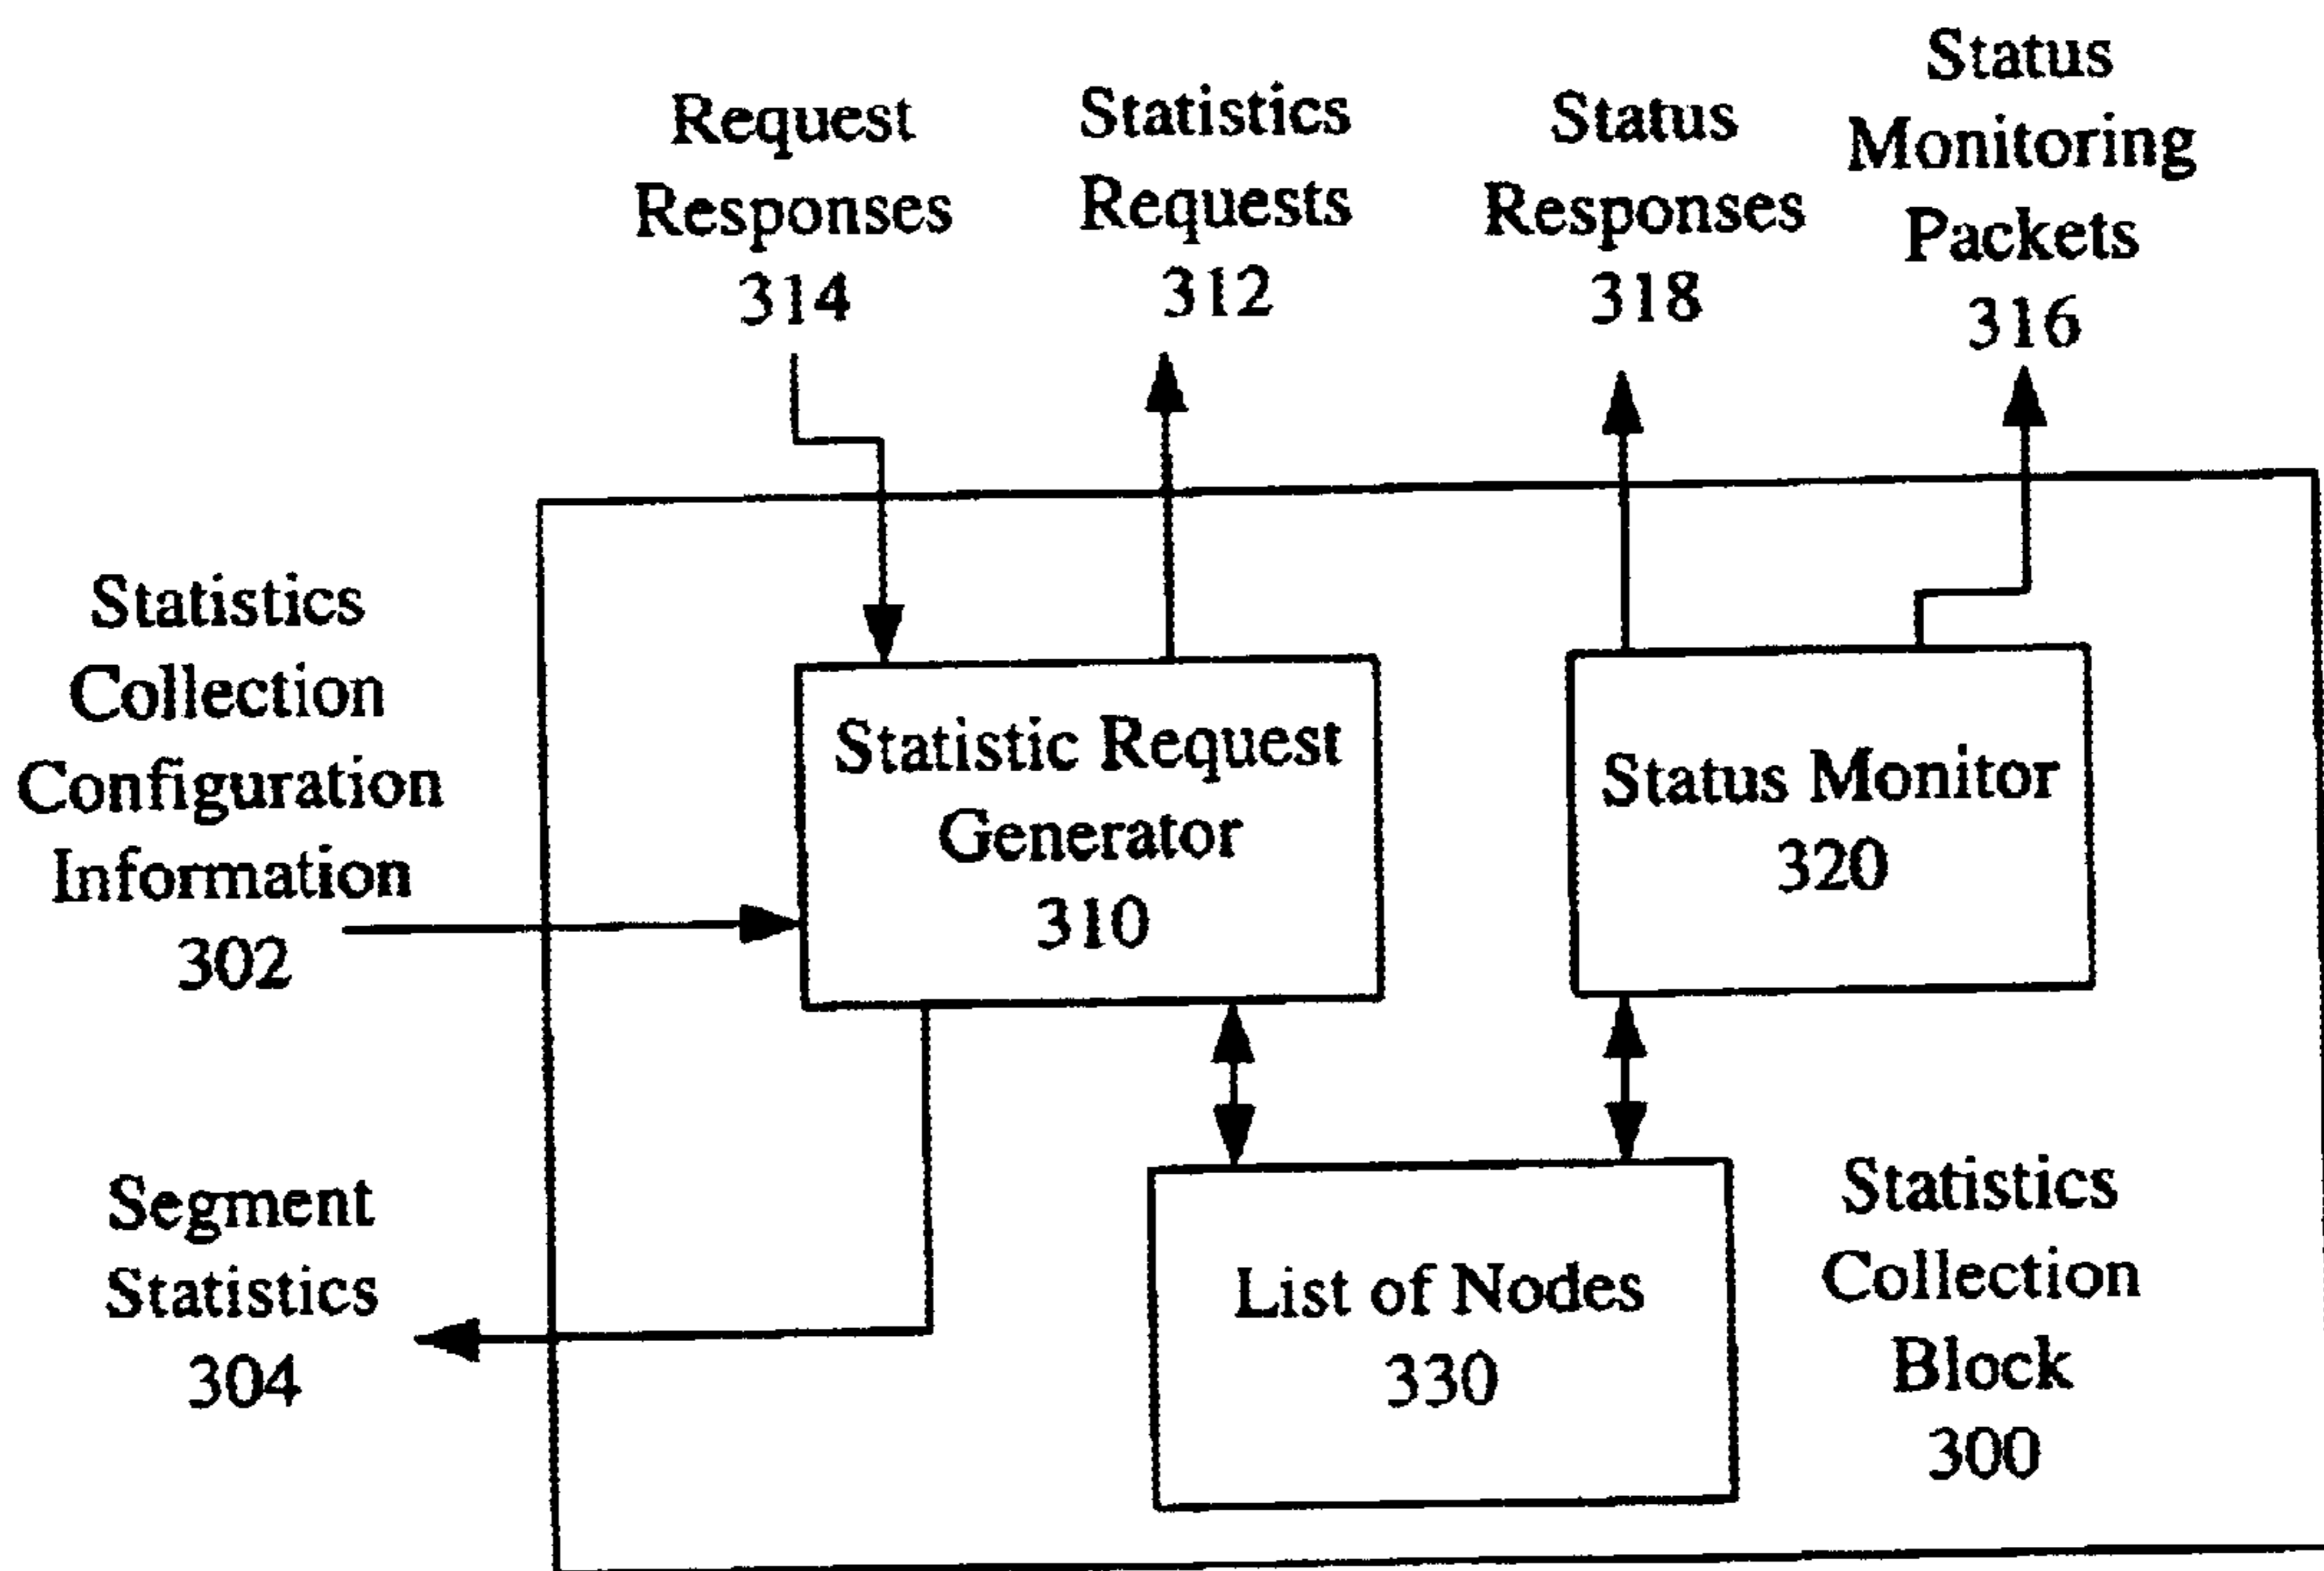 Request
Responses
314
Statistics
Requests
312
Status
Responses
318
Status
Monitoring
Packets
316
Statistics
Collection
Configuration
Information
302
Statistic Request
Generator
310
Status Monitor
320
Segment
Statistics
304
List of Nodes
330
Statistics
Collection
Block
300